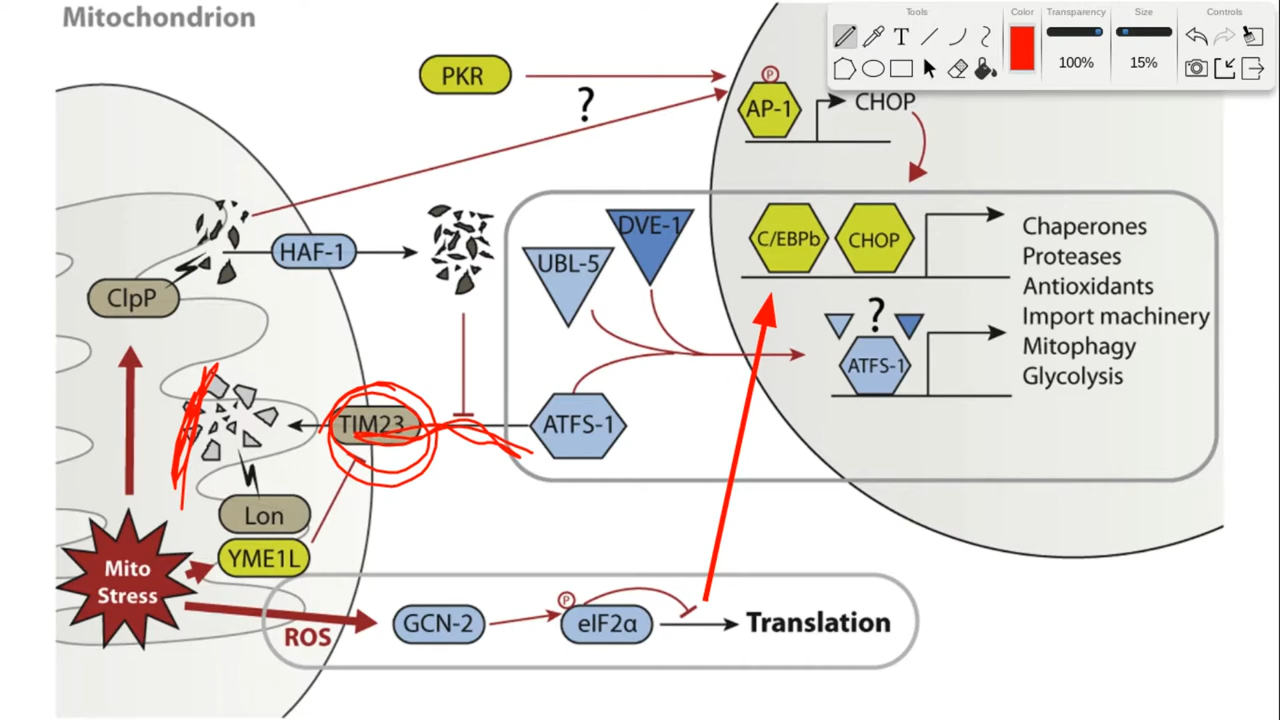 Mitochondrion
Tools
Color
Transparency
Size
Controls
T
100%
15%
PKR
?
P
AP-1
CHOP
DVE-1
UBL-5
C/EBPb
CHOP
Chaperones
Proteases
Antioxidants
Import machinery
Mitophagy
Glycolysis
HAF-1
ClpP
?
ATFS-1
TIM23
ATFS-1
Lon
YME1L
Mito
Stress
ROS
GCN-2
P
eIF2α
Translation